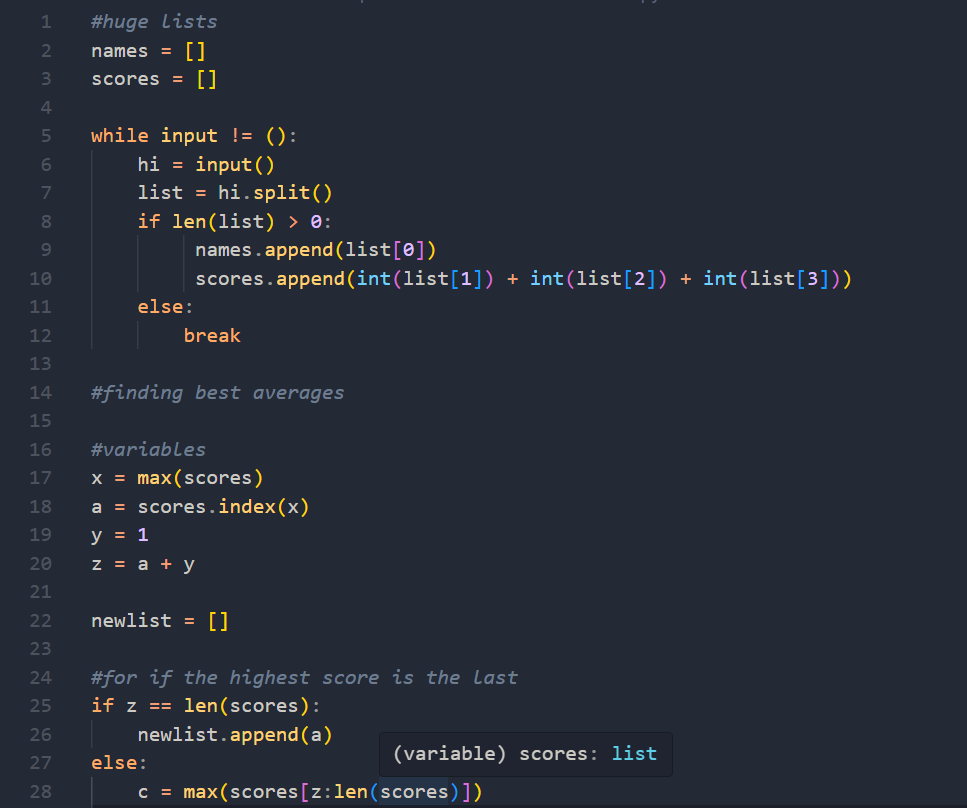 1 #huge lists
2 names = []
3 scores = []
4
5 while input != ():
6     hi = input()
7     list = hi.split()
8     if len(list) > 0:
9          names.append(list[0])
10          scores.append(int(list[1]) + int(list[2]) + int(list[3]))
11     else:
12         break
13
14 #finding best averages
15
16 #variables
17 x = max(scores)
18 a = scores.index(x)
19 y = 1
20 z = a + y
21
22 newlist = []
23
24 #for if the highest score is the last
25 if z == len(scores):
26     newlist.append(a)
(variable) scores: list
27 else:
28     c = max(scores[z:len(scores)])